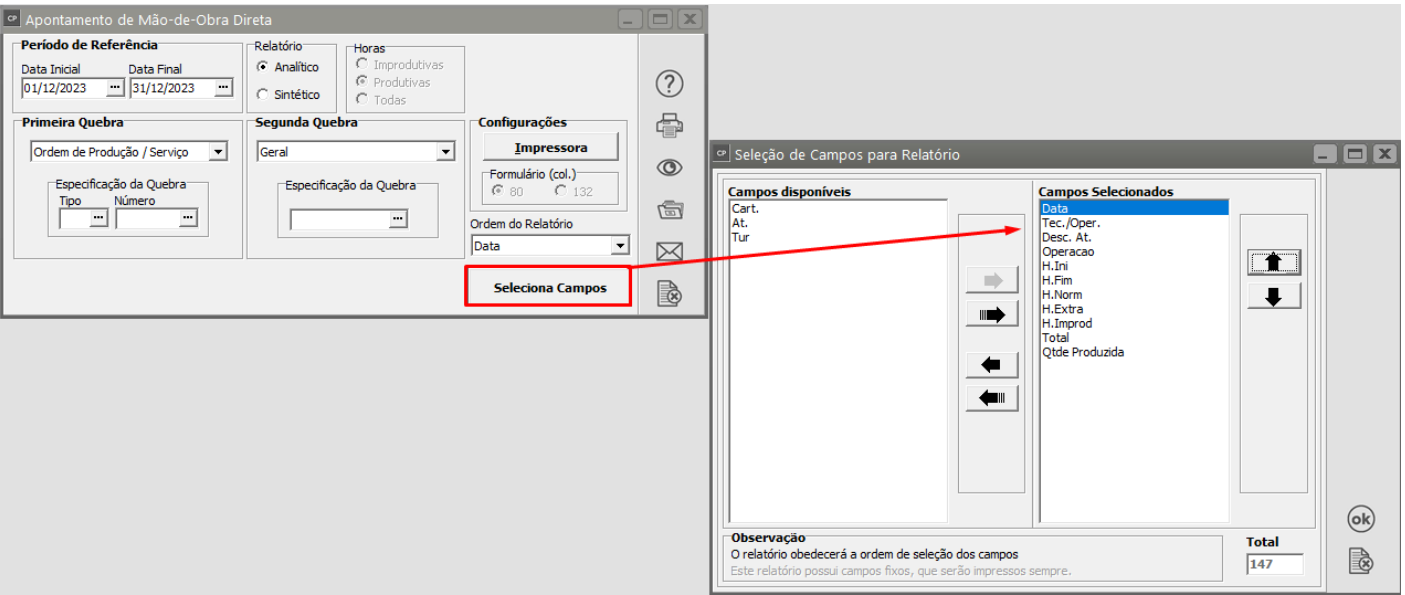 CP Apontamento de Mão-de-Obra Direta
Período de Referência
Data Inicial Data Final
01/12/2023 ... 31/12/2023 ...
Relatório
Analítico
Sintético
Horas
Improdutivas
Produtivas
Todas
Primeira Quebra
Ordem de Produção / Serviço
Especificação da Quebra
Tipo Número
... ...
Segunda Quebra
Geral
Especificação da Quebra
...
Configurações
Impressora
Formulário (col.)
80 132
Ordem do Relatório
Data
Seleciona Campos
?
CP Seleção de Campos para Relatório
Campos disponíveis
Cart.
At.
Tur
Campos Selecionados
Data
Tec./Oper.
Desc. At.
Operacao
H.Ini
H.Fim
H.Norm
H.Extra
H.Improd
Total
Qtde Produzida
Observação
O relatório obedecerá a ordem de seleção dos campos
Este relatório possui campos fixos, que serão impressos sempre.
Total
147
ok